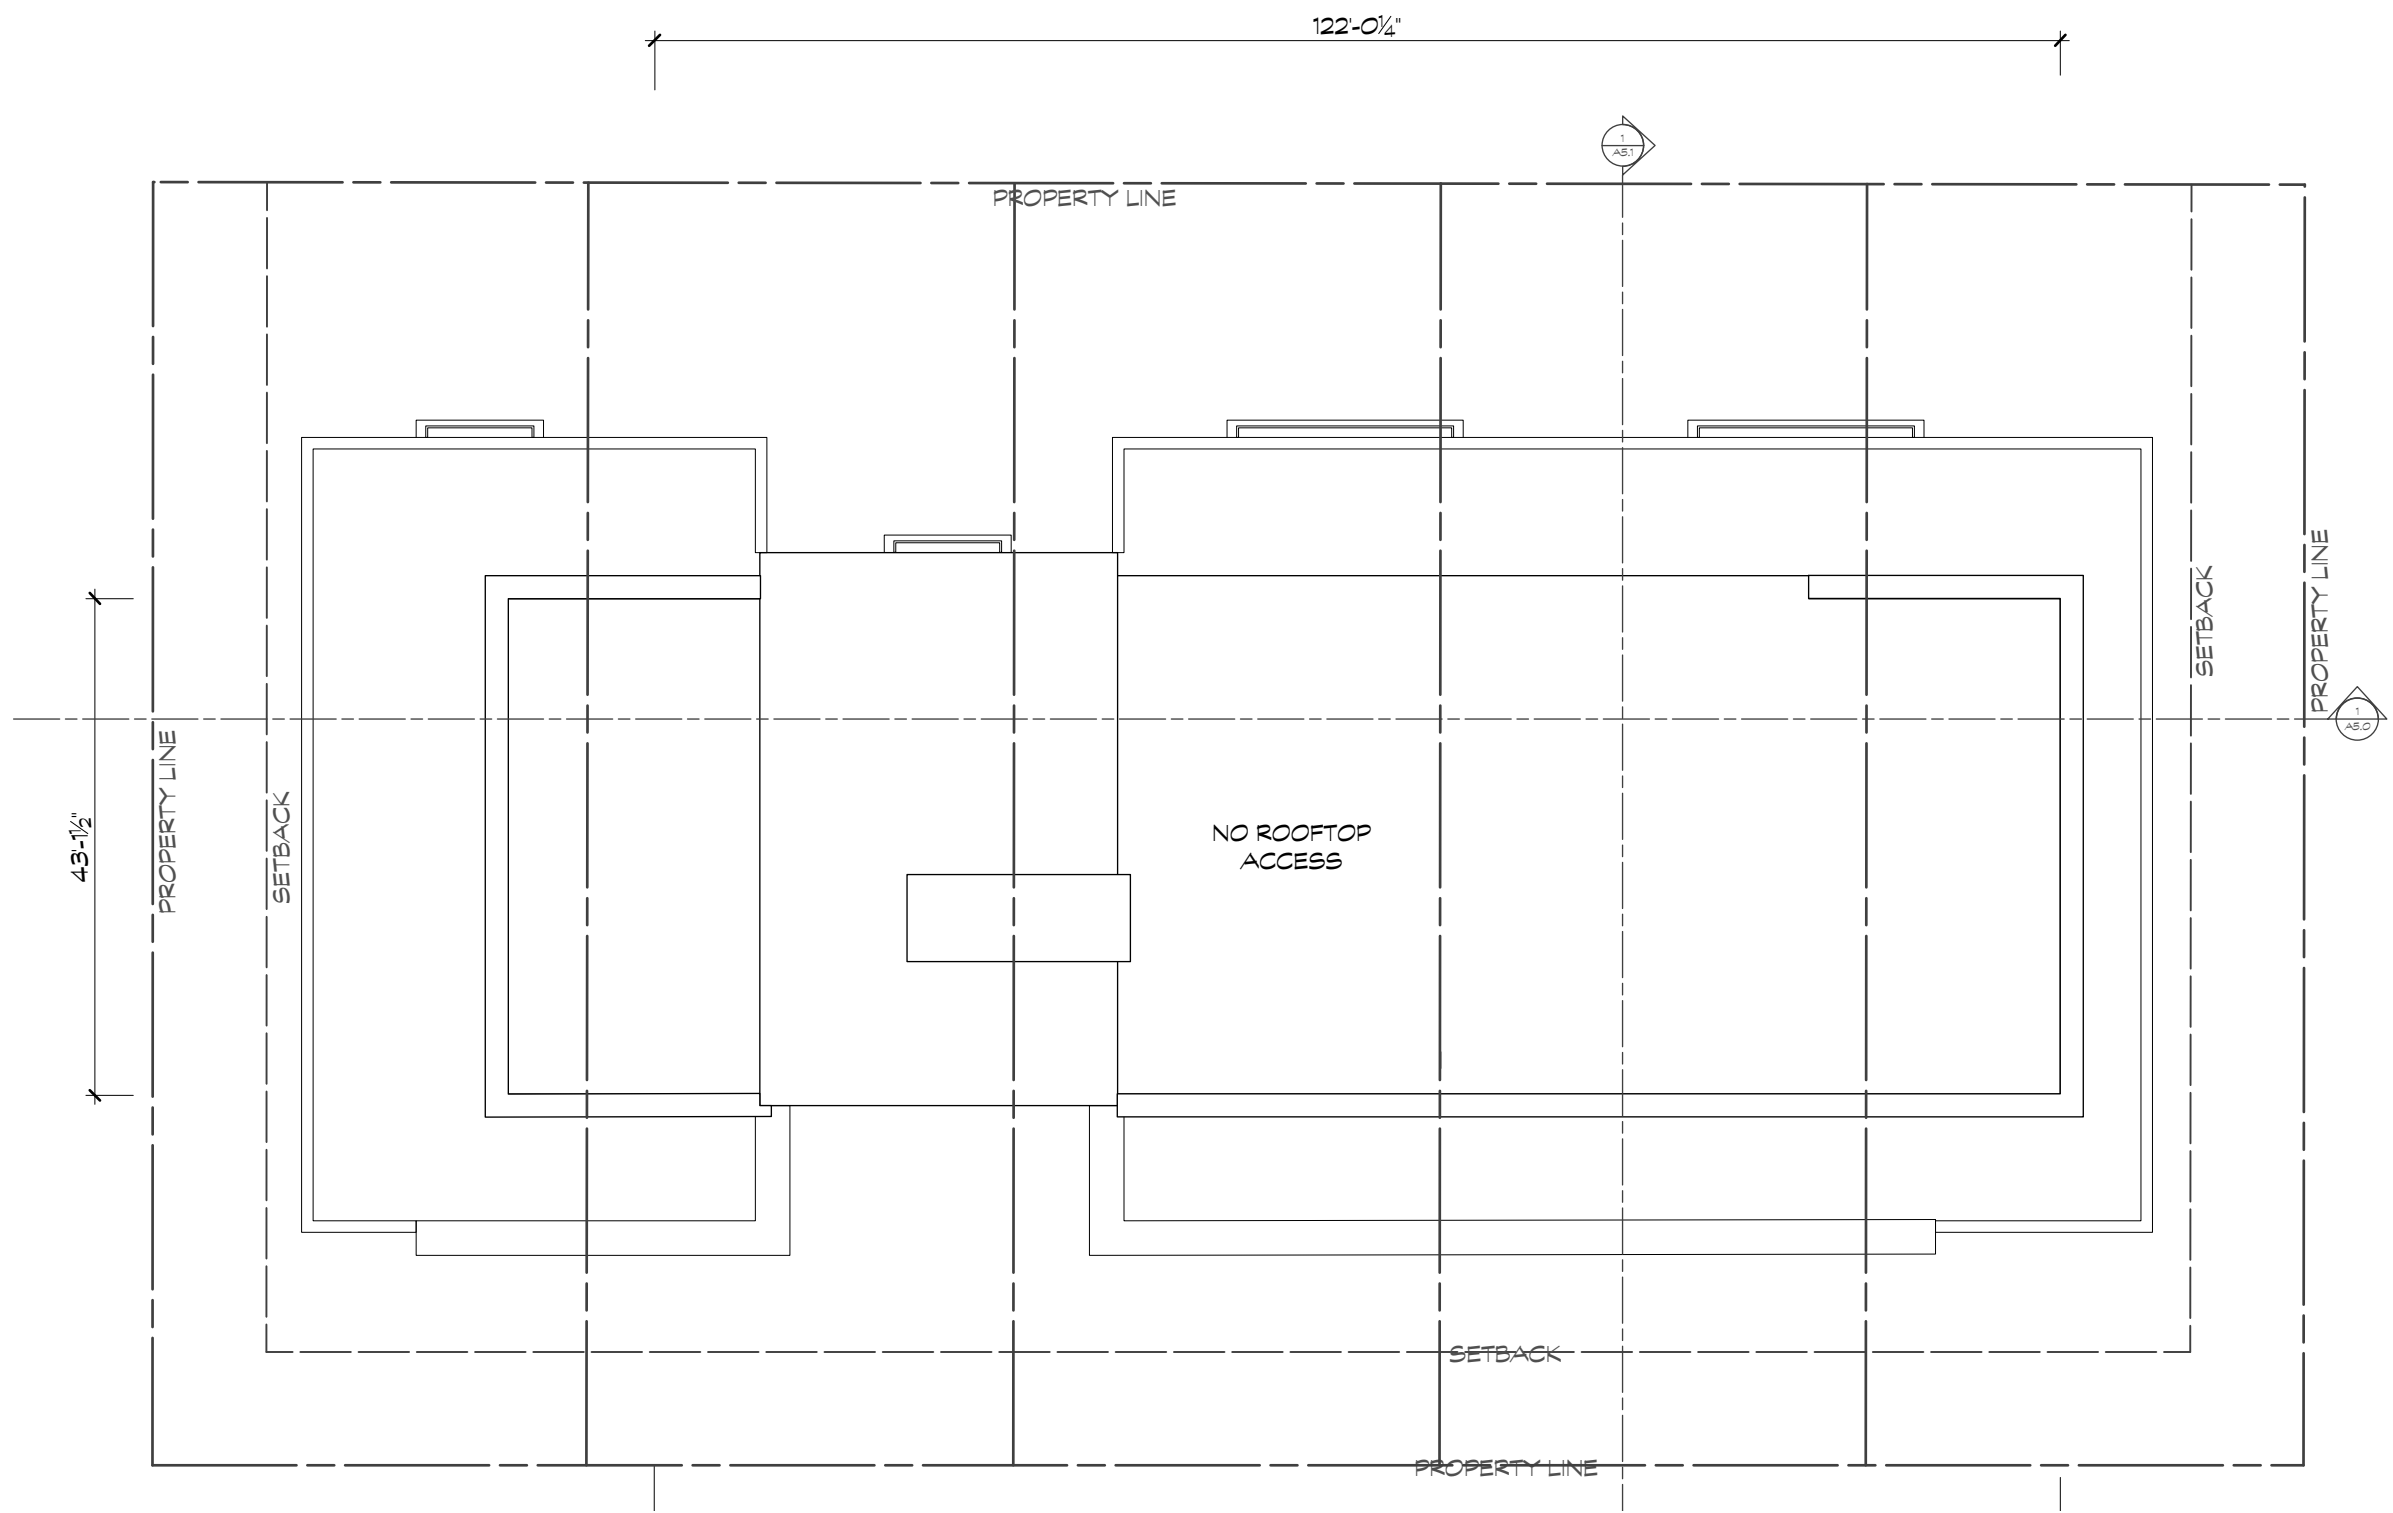 122'-0¼"
1
A5.1
PROPERTY LINE
PROPERTY LINE
SETBACK
1
A5.0
PROPERTY LINE
SETBACK
43'-1½"
NO ROOFTOP
ACCESS
SETBACK
PROPERTY LINE